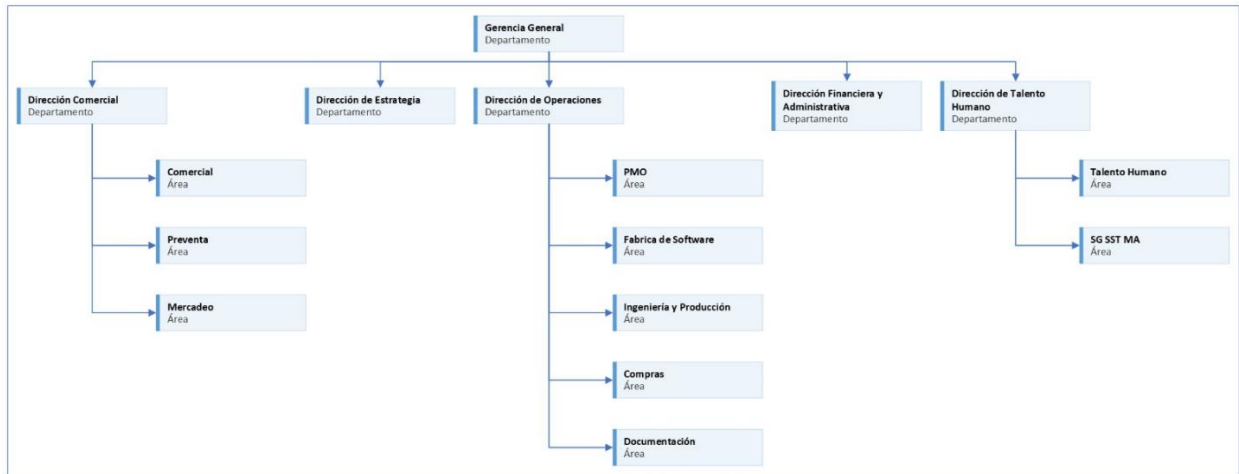 Gerencia General
Departamento
Dirección Comercial
Departamento
Dirección de Estrategia
Departamento
Dirección de Operaciones
Departamento
Dirección Financiera y
Administrativa
Departamento
Dirección de Talento
Humano
Departamento
Comercial
Área
Preventa
Área
Mercadeo
Área
PMO
Área
Fabrica de Software
Área
Ingeniería y Producción
Área
Compras
Área
Documentación
Área
Talento Humano
Área
SG SST MA
Área